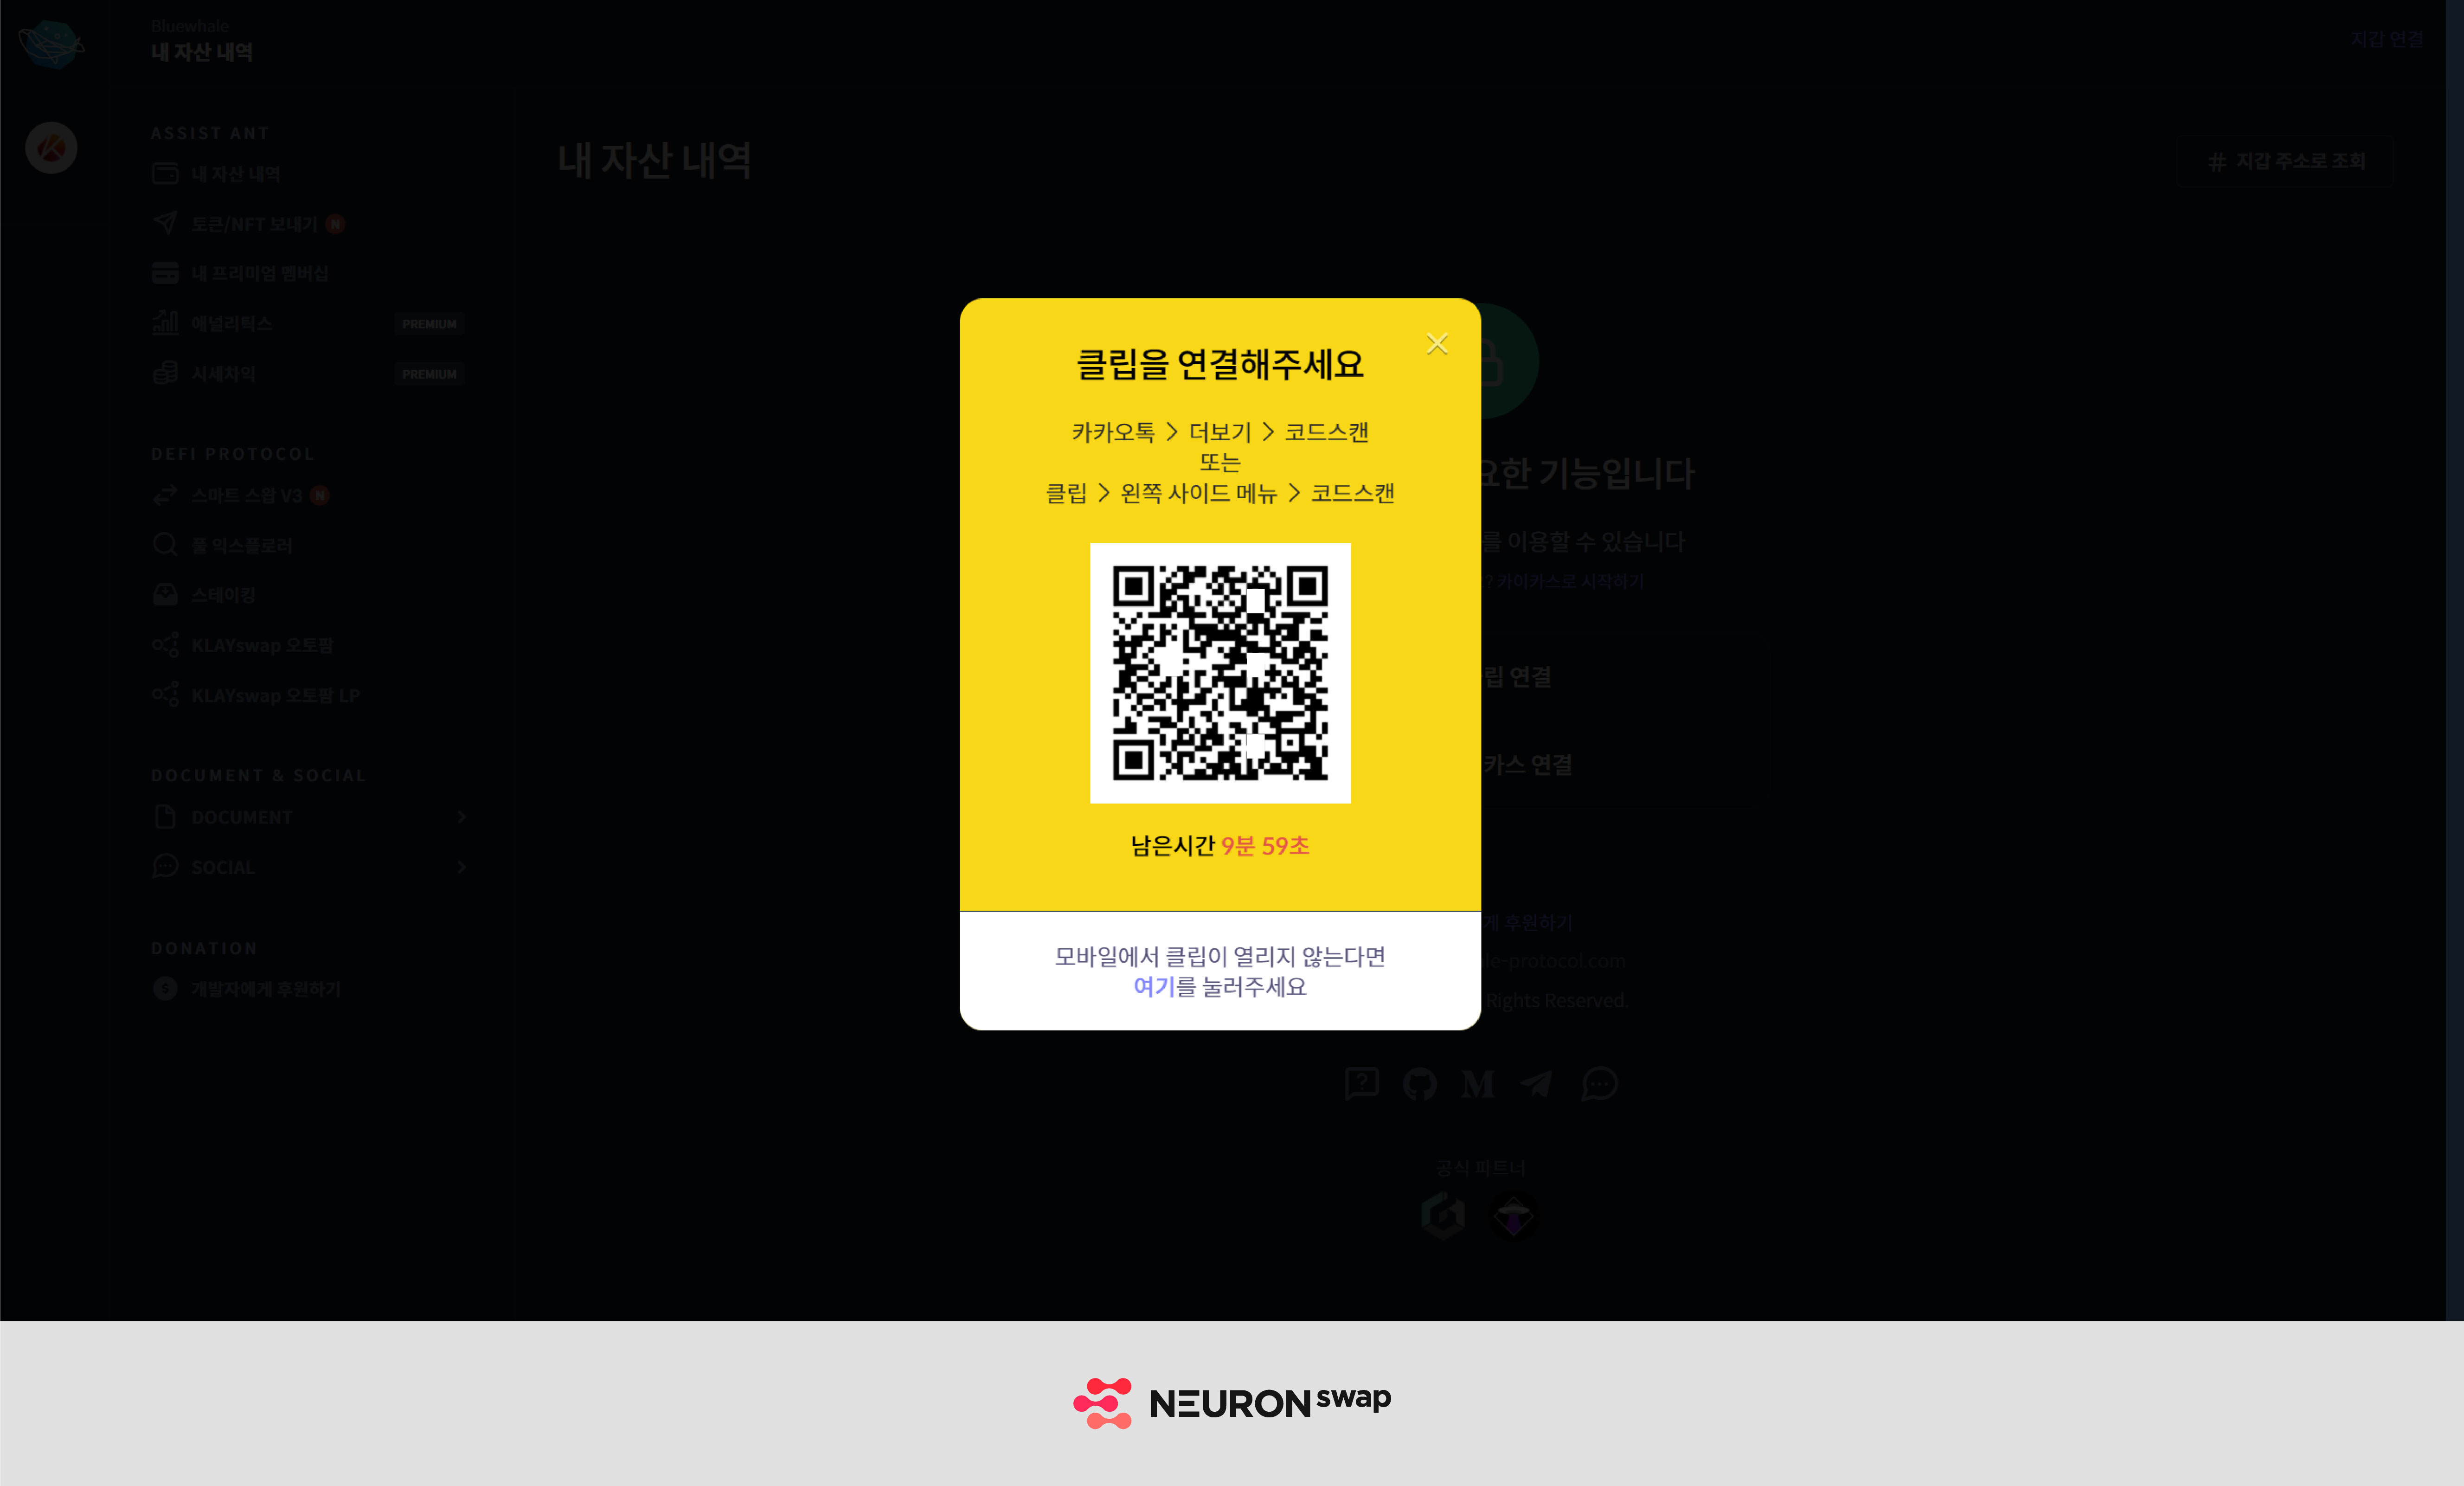 Bluewhale
내 자산 내역
지갑 연결
ASSIST ANT
내 자산 내역
토큰/NFT 보내기 N
내 프리미엄 멤버십
애널리틱스 PREMIUM
시세차익 PREMIUM
DEFI PROTOCOL
스마트 스왑 V3 N
풀 익스플로러
스테이킹
KLAYswap 오토팜
KLAYswap 오토팜 LP
DOCUMENT & SOCIAL
DOCUMENT
SOCIAL
DONATION
개발자에게 후원하기
내 자산 내역
# 지갑 주소로 조회
클립을 연결해주세요
카카오톡 > 더보기 > 코드스캔
또는
클립 > 왼쪽 사이드 메뉴 > 코드스캔
남은시간 9분 59초
모바일에서 클립이 열리지 않는다면
여기를 눌러주세요
요한 기능입니다
를 이용할 수 있습니다
? 카이카스로 시작하기
립 연결
카스 연결
게 후원하기
le-protocol.com
Rights Reserved.
공식 파트너
NEURON swap